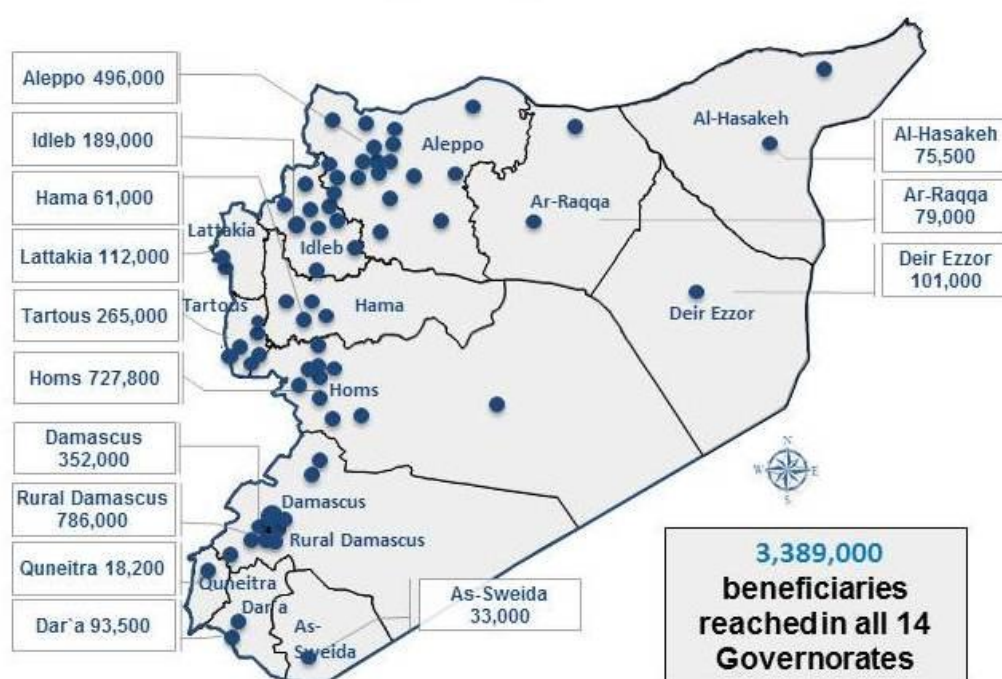 Aleppo 496,000
Idleb 189,000
Hama 61,000
Lattakia 112,000
Tartous 265,000
Homs 727,800
Damascus
352,000
Rural Damascus
786,000
Quneitra 18,200
Dar`a 93,500
Aleppo
Al-Hasakeh
Ar-Raqqa
Lattakia
Idleb
Tartous
Hama
Deir Ezzor
Homs
Damascus
Rural Damascus
Quneitra
Dar'a
As-
Sweida
Al-Hasakeh
75,500
Ar-Raqqa
79,000
Deir Ezzor
101,000
As-Sweida
33,000
N
W E
S
3,389,000
beneficiaries
reached in all 14
Governorates